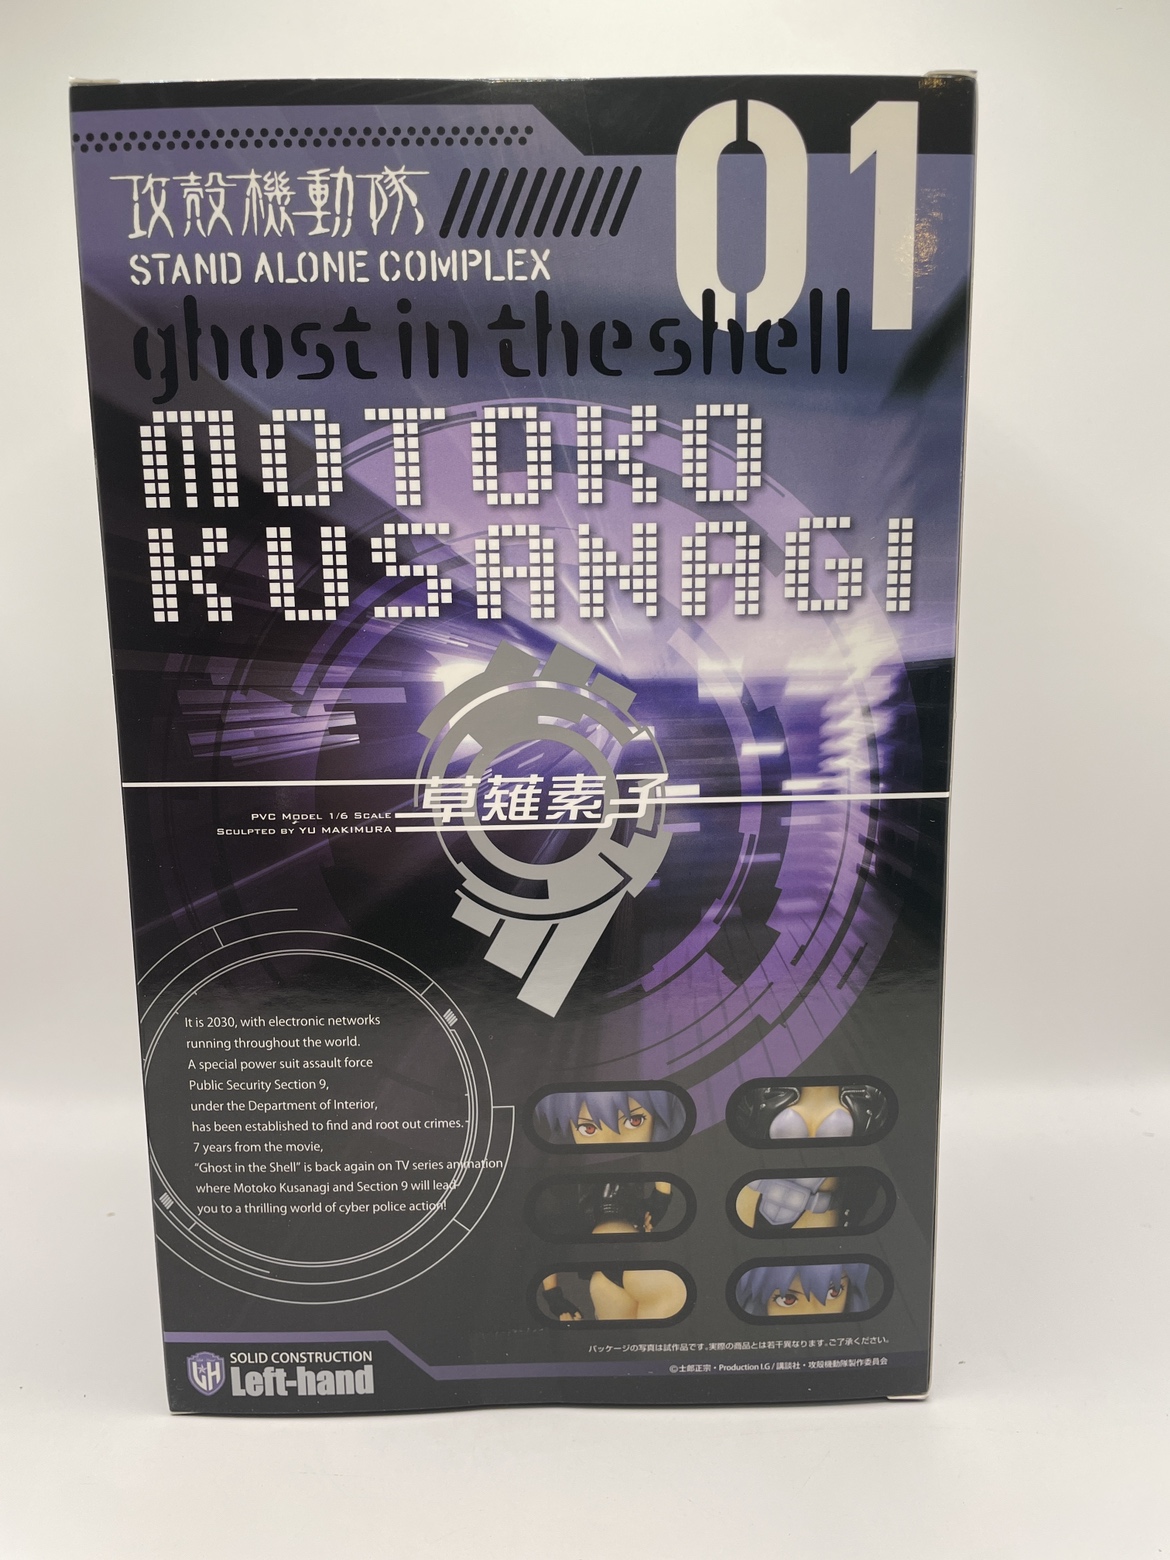 01
攻殻機動隊
STAND ALONE COMPLEX
ghost in the shell
MOTOKO
KUSANAGI
草薙素子
PVC MODEL 1/6 SCALE
SCULPTED BY YU MAKIMURA
It is 2030, with electronic networks
running throughout the world.
A special power suit assault force
Public Security Section 9,
under the Department of Interior,
has been established to find and root out crimes.
7 years from the movie,
"Ghost in the Shell" is back again on TV series animation
where Motoko Kusanagi and Section 9 will lead
you to a thrilling world of cyber police action!
パッケージの写真は試作品です。実際の商品とは若干異なります。ご了承ください。
©士郎正宗・Production I.G / 講談社・攻殻機動隊製作委員会
LH
SOLID CONSTRUCTION
Left-hand